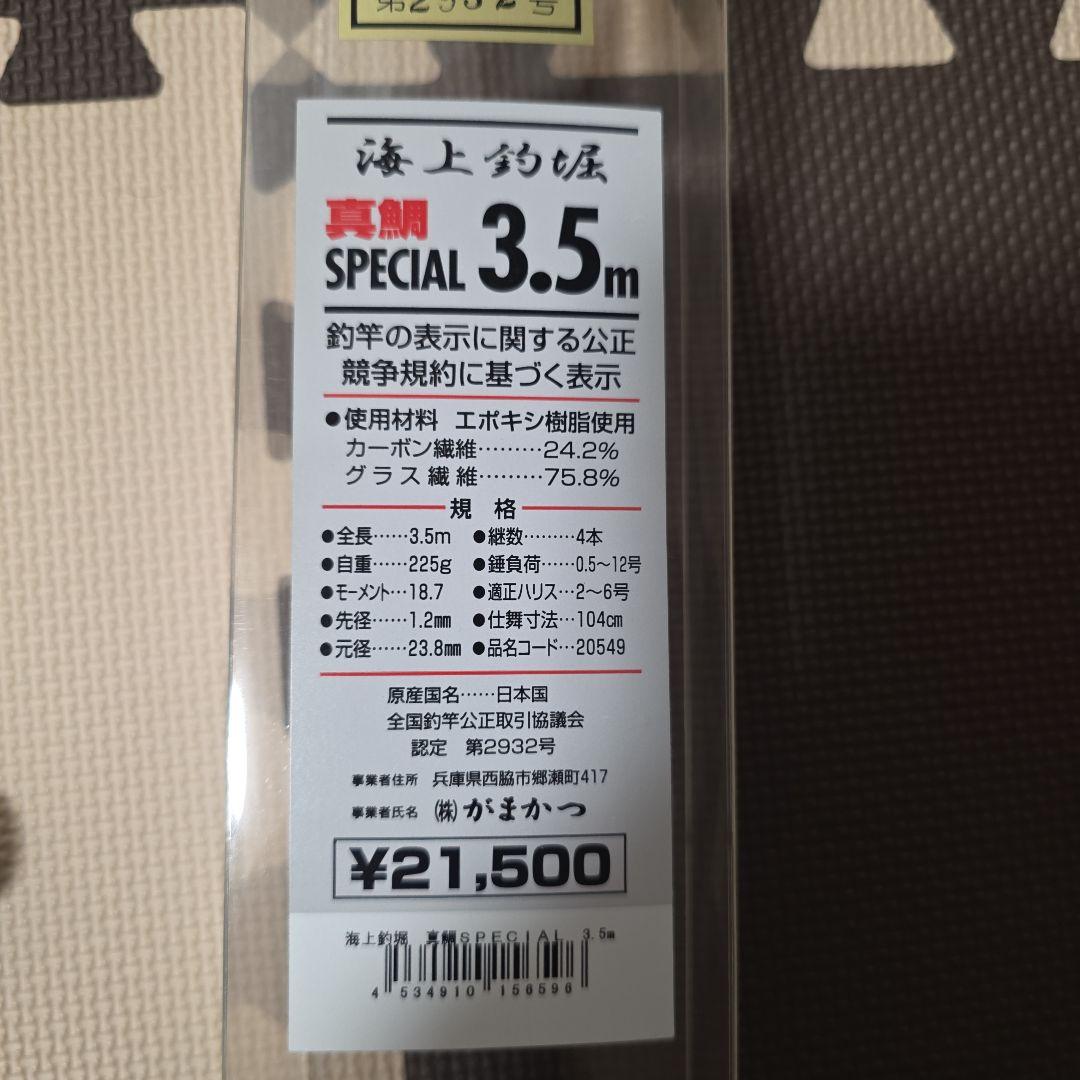 第2932号
海上釣堀
真鯛
SPECIAL 3.5m
釣竿の表示に関する公正
競争規約に基づく表示
●使用材料 エポキシ樹脂使用
カーボン繊維………24.2%
グラス繊維………75.8%
規 格
●全長……3.5m ●継数………4本
●自重……225g ●錘負荷……0.5〜12号
●モーメント…18.7 ●適正ハリス…2〜6号
●先径……1.2mm ●仕舞寸法…104cm
●元径……23.8mm ●品名コード…20549
原産国名……日本国
全国釣竿公正取引協議会
認定 第2932号
事業者住所 兵庫県西脇市郷瀬町417
事業者氏名 (株)がまかつ
¥21,500
海上釣堀 真鯛SPECIAL 3.5m
4 534910 156596